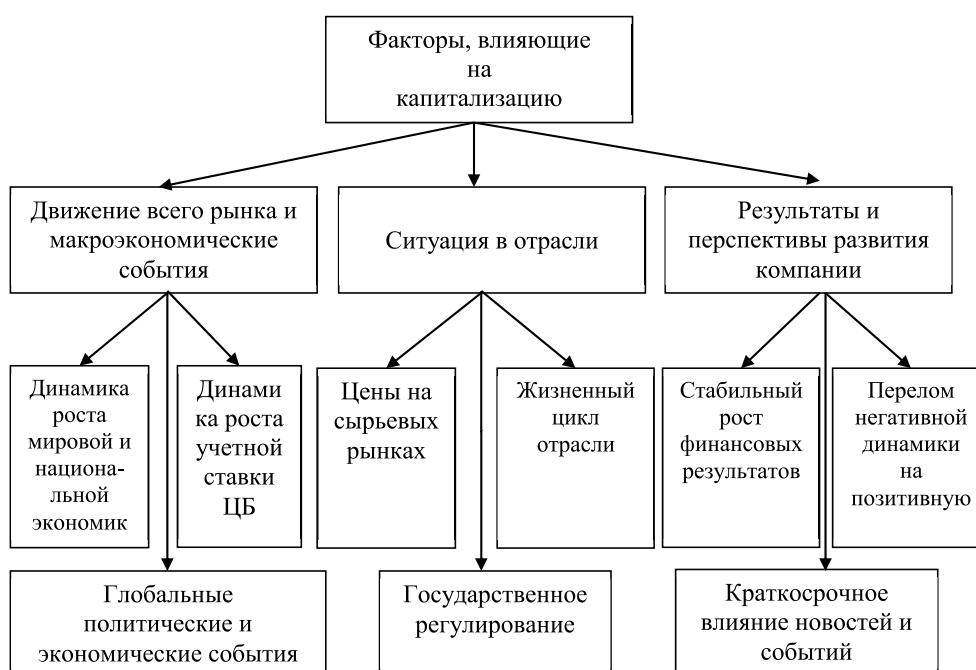 Факторы, влияющие
на
капитализацию
Движение всего рынка и
макроэкономические
события
Ситуация в отрасли
Результаты и
перспективы развития
компании
Динамика
роста
мировой и
национа-
льной
экономик
Динами
ка роста
учетной
ставки
ЦБ
Цены на
сырьевых
рынках
Жизненный
цикл
отрасли
Стабильный
рост
финансовых
результатов
Перелом
негативной
динамики
на
позитивную
Глобальные
политические и
экономические события
Государственное
регулирование
Краткосрочное
влияние новостей и
событий